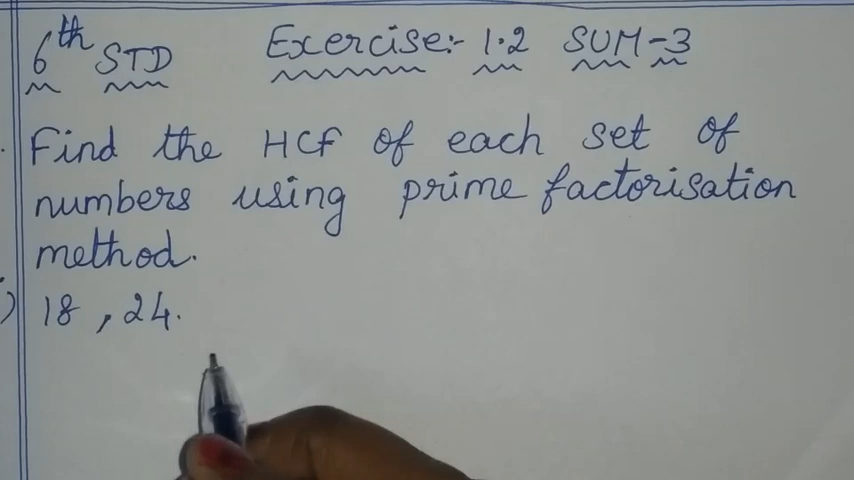 6th STD Exercise:- 1.2 SUM-3
Find the HCF of each set of
numbers using prime factorisation
method.
) 18 , 24.